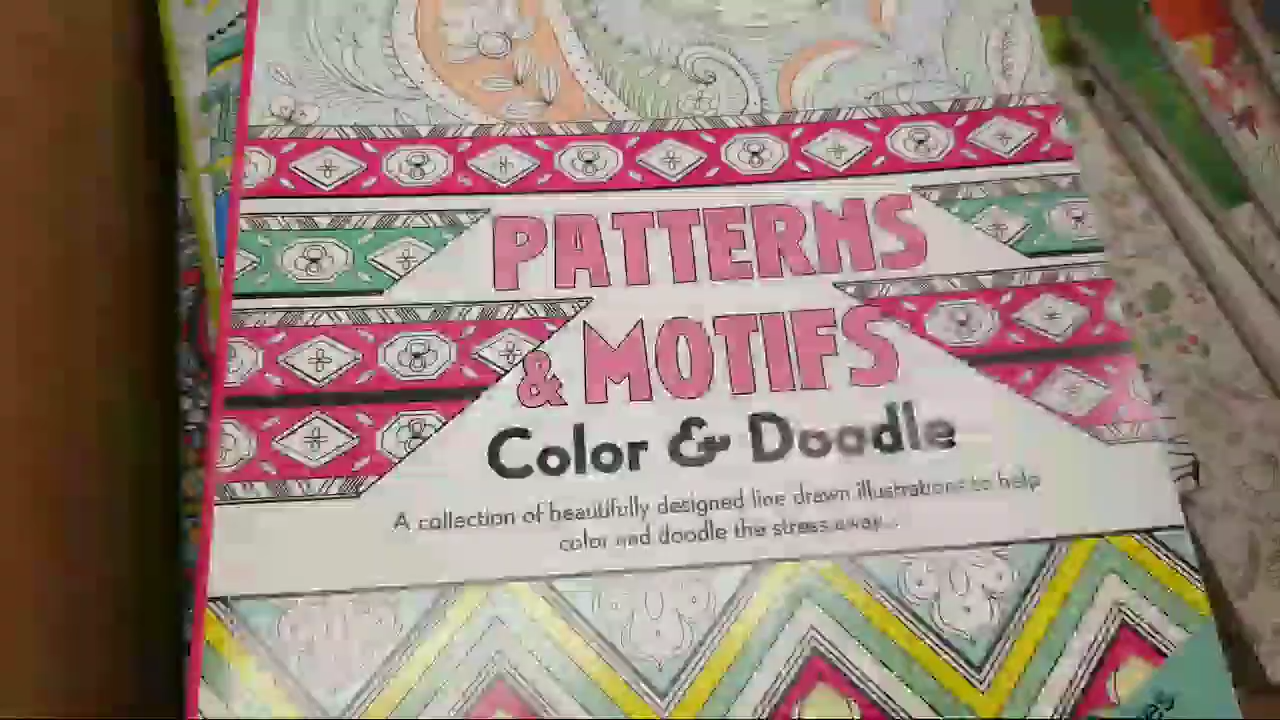 PATTERNS
& MOTIFS
Color & Doodle
A collection of beautifully designed line drawn illustrations to help
color and doodle the stress away...